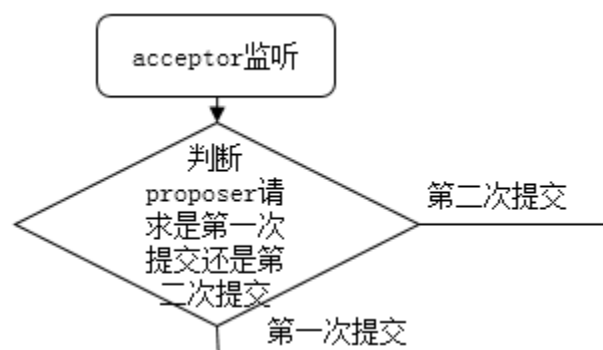 acceptor监听
判断
proposer请
求是第一次
提交还是第
二次提交
第二次提交
第一次提交